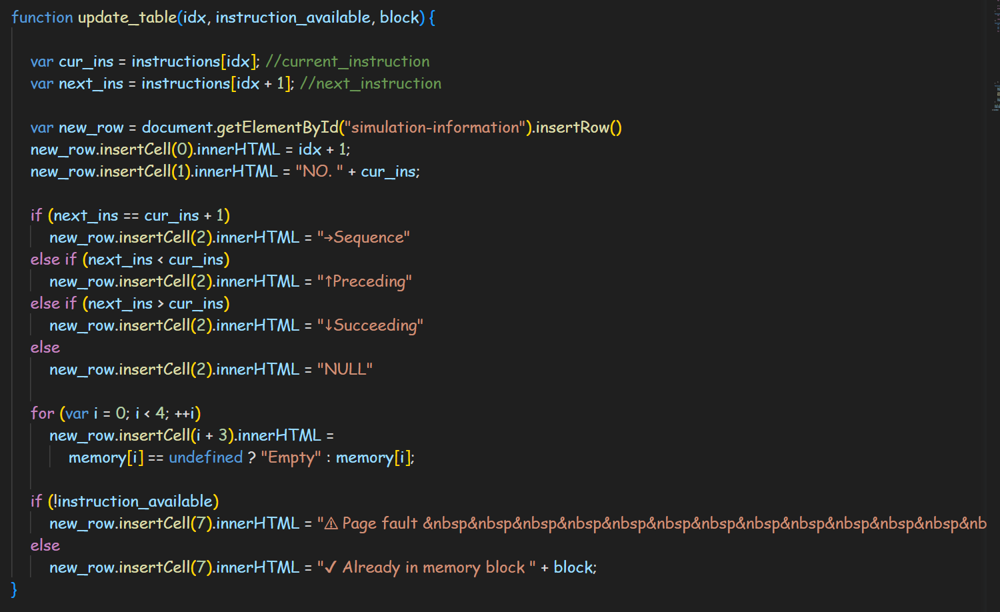 function update_table(idx, instruction_available, block) {
var cur_ins = instructions[idx]; //current_instruction
var next_ins = instructions[idx + 1]; //next_instruction
var new_row = document.getElementById("simulation-information").insertRow()
new_row.insertCell(0).innerHTML = idx + 1;
new_row.insertCell(1).innerHTML = "NO. " + cur_ins;
if (next_ins == cur_ins + 1)
new_row.insertCell(2).innerHTML = "→Sequence"
else if (next_ins < cur_ins)
new_row.insertCell(2).innerHTML = "↑Preceding"
else if (next_ins > cur_ins)
new_row.insertCell(2).innerHTML = "↓Succeeding"
else
new_row.insertCell(2).innerHTML = "NULL"
for (var i = 0; i < 4; ++i)
new_row.insertCell(i + 3).innerHTML =
memory[i] == undefined ? "Empty" : memory[i];
if (!instruction_available)
new_row.insertCell(7).innerHTML = "⚠ Page fault &nbsp&nbsp&nbsp&nbsp&nbsp&nbsp&nbsp&nbsp&nbsp&nbsp&nbsp&nbsp&nb
else
new_row.insertCell(7).innerHTML = "✓ Already in memory block " + block;
}